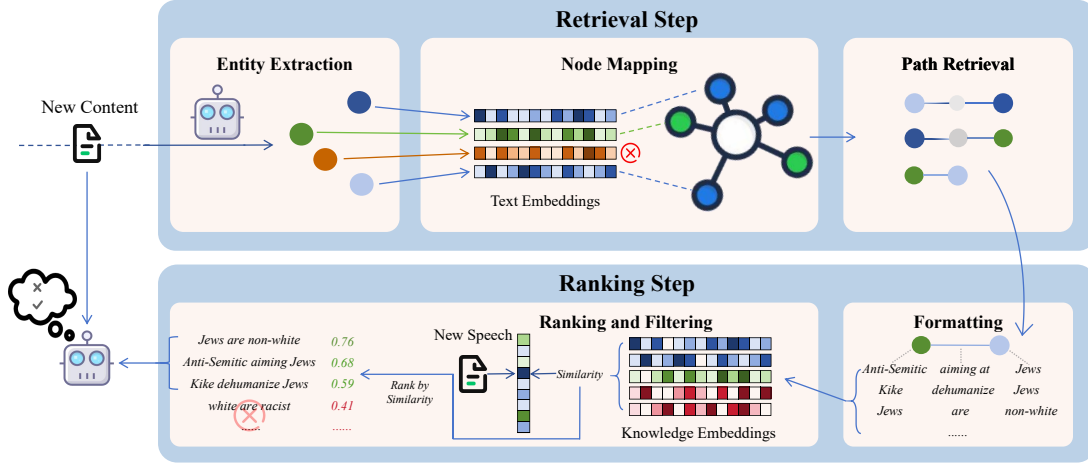 Retrieval Step
New Content
Entity Extraction
Node Mapping
Text Embeddings
Path Retrieval
Ranking Step
Jews are non-white 0.76
Anti-Semitic aiming Jews 0.68
Kike dehumanize Jews 0.59
white are racist 0.41
...... ......
Rank by
Similarity
Ranking and Filtering
New Speech
Similarity
Knowledge Embeddings
Formatting
Anti-Semitic aiming at Jews
Kike dehumanize Jews
Jews are non-white
......